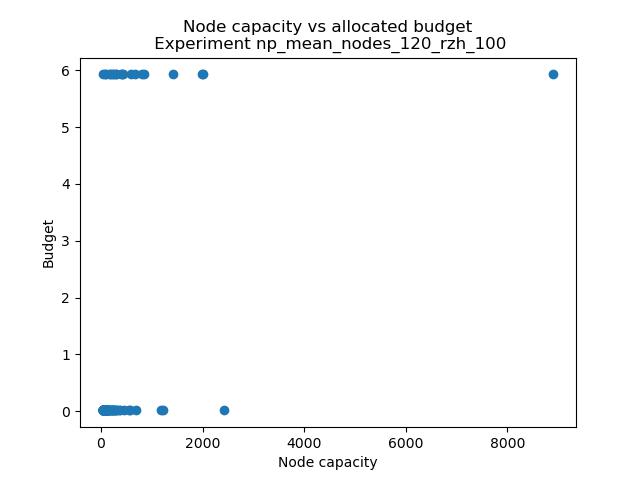 Node capacity vs allocated budget
Experiment np_mean_nodes_120_rzh_100
6
5
4
3
2
1
0
Budget
0 2000 4000 6000 8000
Node capacity